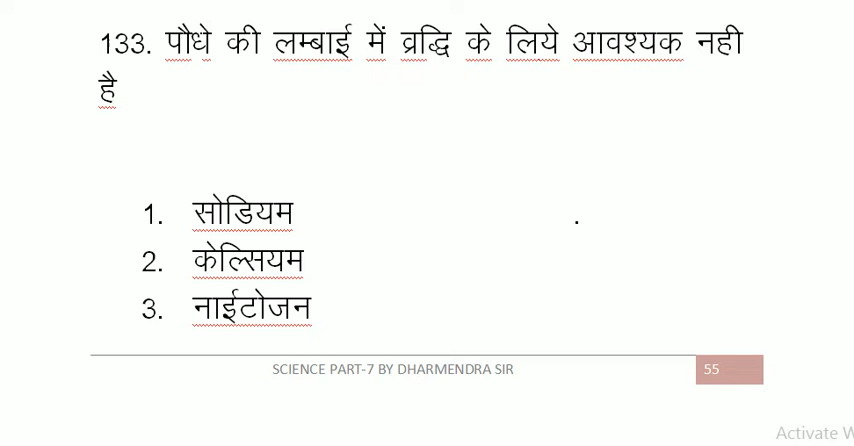 133. पौधे की लम्बाई में व्रद्धि के लिये आवश्यक नही
है
1. सोडियम
.
2. केल्सियम
3. नाईटोजन
SCIENCE PART-7 BY DHARMENDRA SIR 55
Activate W